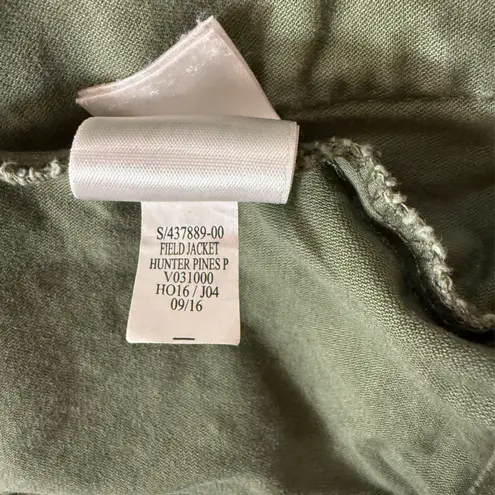 S/437889-00
FIELD JACKET
HUNTER PINES P
V031000
HO16 / J04
09/16